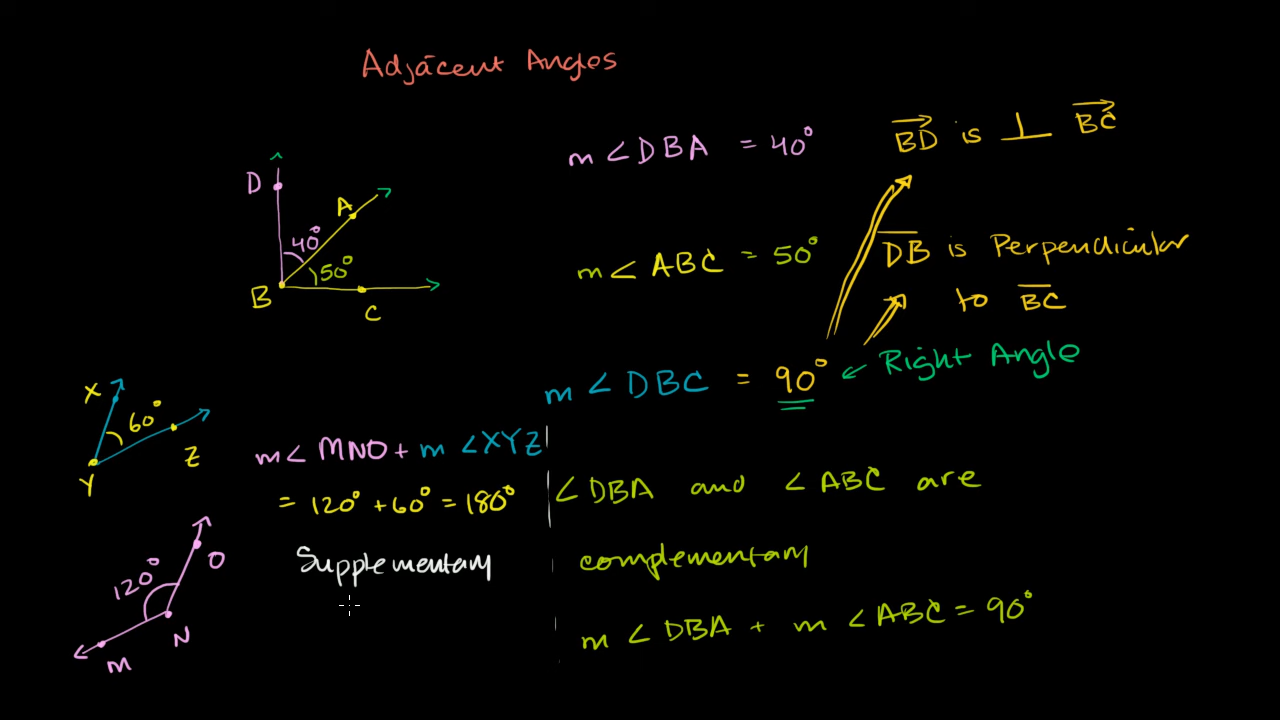 Adjacent Angles
D
A
40°
50°
B
C
m∠DBA = 40°
m∠ABC = 50°
m∠DBC = 90°
Right Angle
BD is ⊥ BC
DB is Perpendicular
to BC
X
60°
Y
Z
120°
O
N
M
m∠MNO + m∠XYZ
= 120° + 60° = 180°
Supplementary
∠DBA and ∠ABC are
complementary
m∠DBA + m∠ABC = 90°